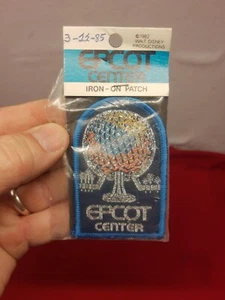 3-11-85
©1982
WALT DISNEY
PRODUCTIONS
EPCOT
CENTER
IRON-ON PATCH
EPCOT
CENTER